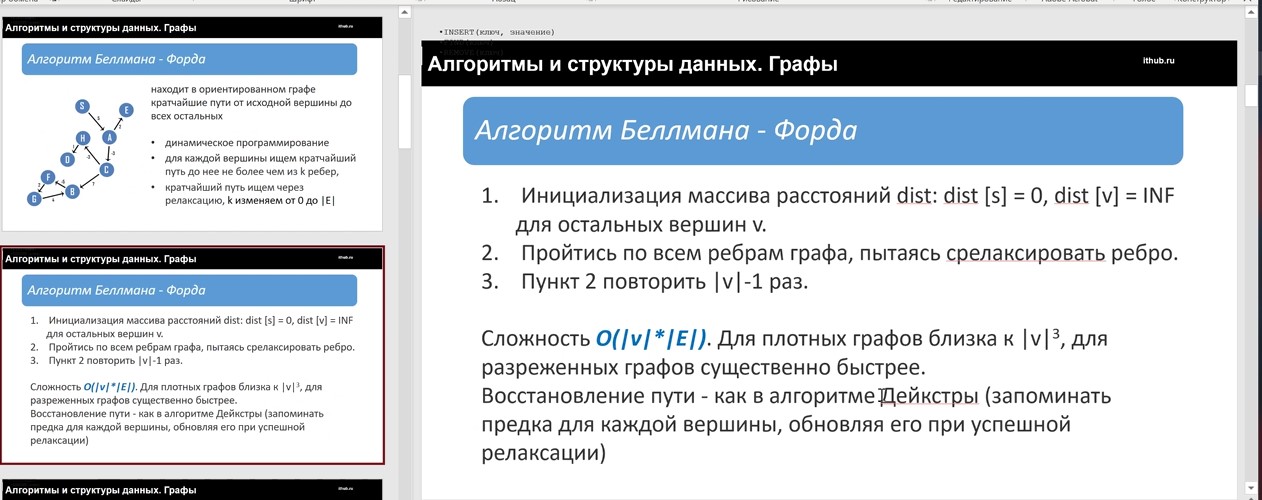 Алгоритмы и структуры данных. Графы
ithub.ru
Алгоритм Беллмана - Форда
находит в ориентированном графе
кратчайшие пути от исходной вершины до
всех остальных
• динамическое программирование
• для каждой вершины ищем кратчайший
путь до нее не более чем из k ребер,
• кратчайший путь ищем через
релаксацию, k изменяем от 0 до |E|
S
E
H
A
D
C
F
B
G
Алгоритмы и структуры данных. Графы
ithub.ru
Алгоритм Беллмана - Форда
1. Инициализация массива расстояний dist: dist [s] = 0, dist [v] = INF
для остальных вершин v.
2. Пройтись по всем ребрам графа, пытаясь срелаксировать ребро.
3. Пункт 2 повторить |v|-1 раз.
Сложность O(|v|*|E|). Для плотных графов близка к |v|³, для
разреженных графов существенно быстрее.
Восстановление пути - как в алгоритме Дейкстры (запоминать
предка для каждой вершины, обновляя его при успешной
релаксации)
Алгоритмы и структуры данных. Графы
ithub.ru
•INSERT(ключ, значение)
Алгоритмы и структуры данных. Графы
ithub.ru
Алгоритм Беллмана - Форда
1. Инициализация массива расстояний dist: dist [s] = 0, dist [v] = INF
для остальных вершин v.
2. Пройтись по всем ребрам графа, пытаясь срелаксировать ребро.
3. Пункт 2 повторить |v|-1 раз.
Сложность O(|v|*|E|). Для плотных графов близка к |v|³, для
разреженных графов существенно быстрее.
Восстановление пути - как в алгоритме Дейкстры (запоминать
предка для каждой вершины, обновляя его при успешной
релаксации)